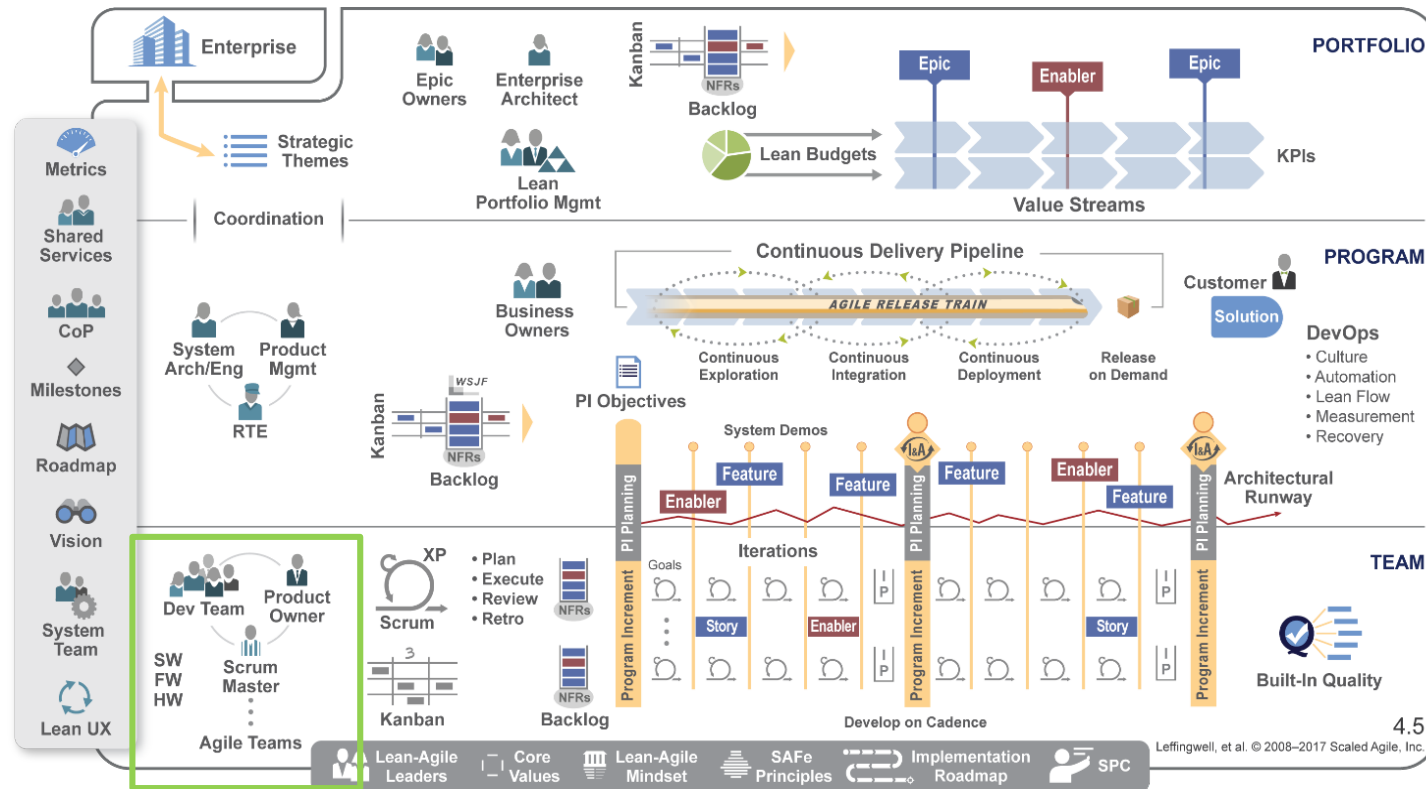 Enterprise
Strategic
Themes
Epic
Owners
Enterprise
Architect
Lean
Portfolio Mgmt
Kanban
NFRs
Backlog
Lean Budgets
Epic
Enabler
Epic
KPIs
Value Streams
PORTFOLIO
Metrics
Shared
Services
CoP
Milestones
Roadmap
Vision
System
Team
Lean UX
Coordination
System
Arch/Eng
Product
Mgmt
RTE
Business
Owners
Kanban
WSJF
NFRs
Backlog
Continuous Delivery Pipeline
AGILE RELEASE TRAIN
Continuous
Exploration
Continuous
Integration
Continuous
Deployment
Release
on Demand
Customer
Solution
PROGRAM
DevOps
• Culture
• Automation
• Lean Flow
• Measurement
• Recovery
PI Objectives
System Demos
Enabler
Feature
Feature
I&A
Feature
Enabler
Feature
I&A
Architectural
Runway
PI Planning
PI Planning
PI Planning
Dev Team
Product
Owner
Scrum
Master
SW
FW
HW
Agile Teams
XP
Scrum
• Plan
• Execute
• Review
• Retro
3
Kanban
NFRs
NFRs
Backlog
Program Increment
Program Increment
Program Increment
Goals
Iterations
Story
Enabler
Story
I
P
I
P
I
P
I
P
Develop on Cadence
TEAM
Built-In Quality
4.5
Leffingwell, et al. © 2008–2017 Scaled Agile, Inc.
Lean-Agile
Leaders
Core
Values
Lean-Agile
Mindset
SAFe
Principles
Implementation
Roadmap
SPC